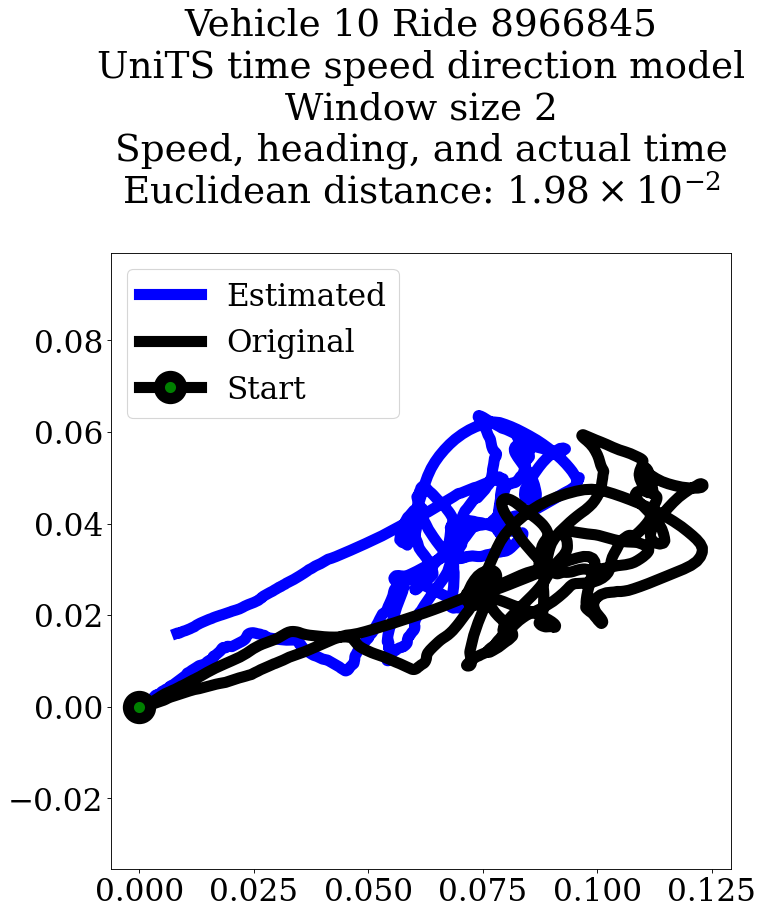 Vehicle 10 Ride 8966845
UniTS time speed direction model
Window size 2
Speed, heading, and actual time
Euclidean distance: 1.98 × 10⁻²
Estimated
Original
Start
0.08
0.06
0.04
0.02
0.00
−0.02
0.000 0.025 0.050 0.075 0.100 0.125